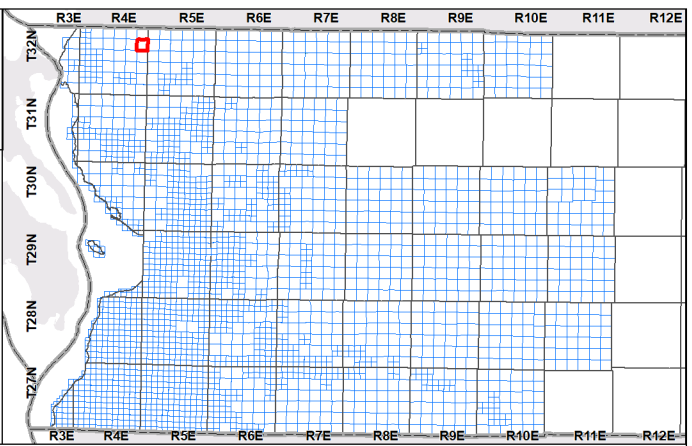 R3E R4E R5E R6E R7E R8E R9E R10E R11E R12E
T32N
T31N
T30N
T29N
T28N
T27N
R3E R4E R5E R6E R7E R8E R9E R10E R11E R12E